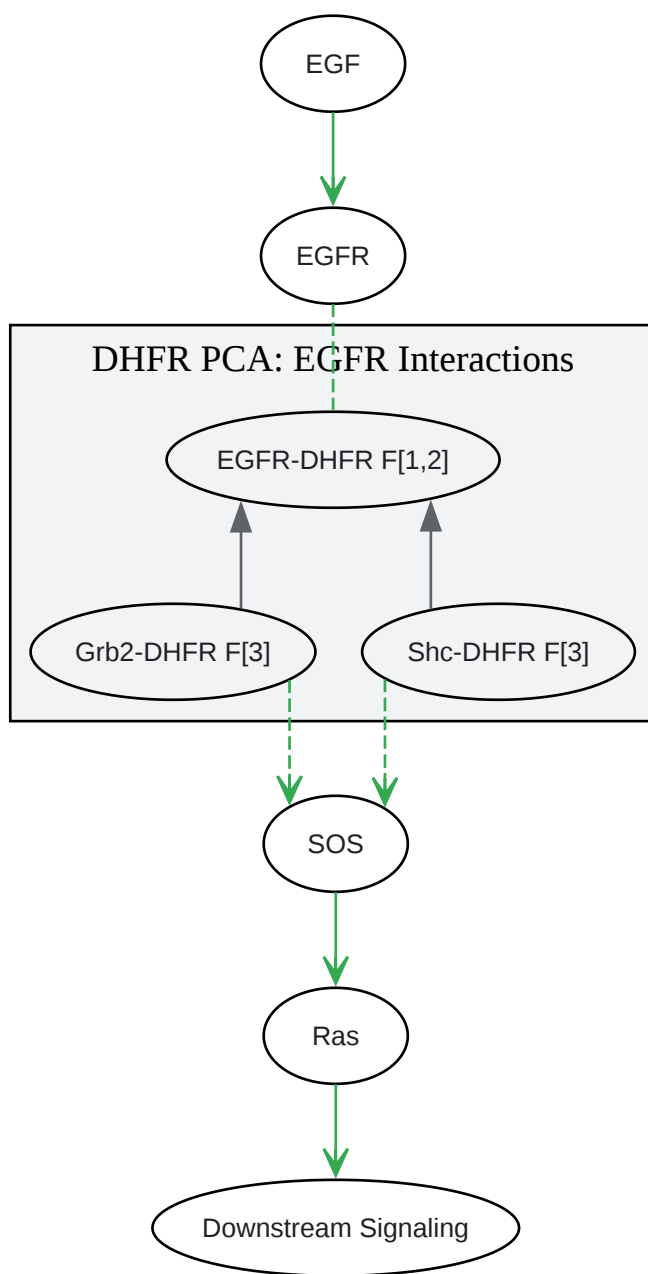 EGF
EGFR
DHFR PCA: EGFR Interactions
EGFR-DHFR F[1,2]
Grb2-DHFR F[3]
Shc-DHFR F[3]
SOS
Ras
Downstream Signaling